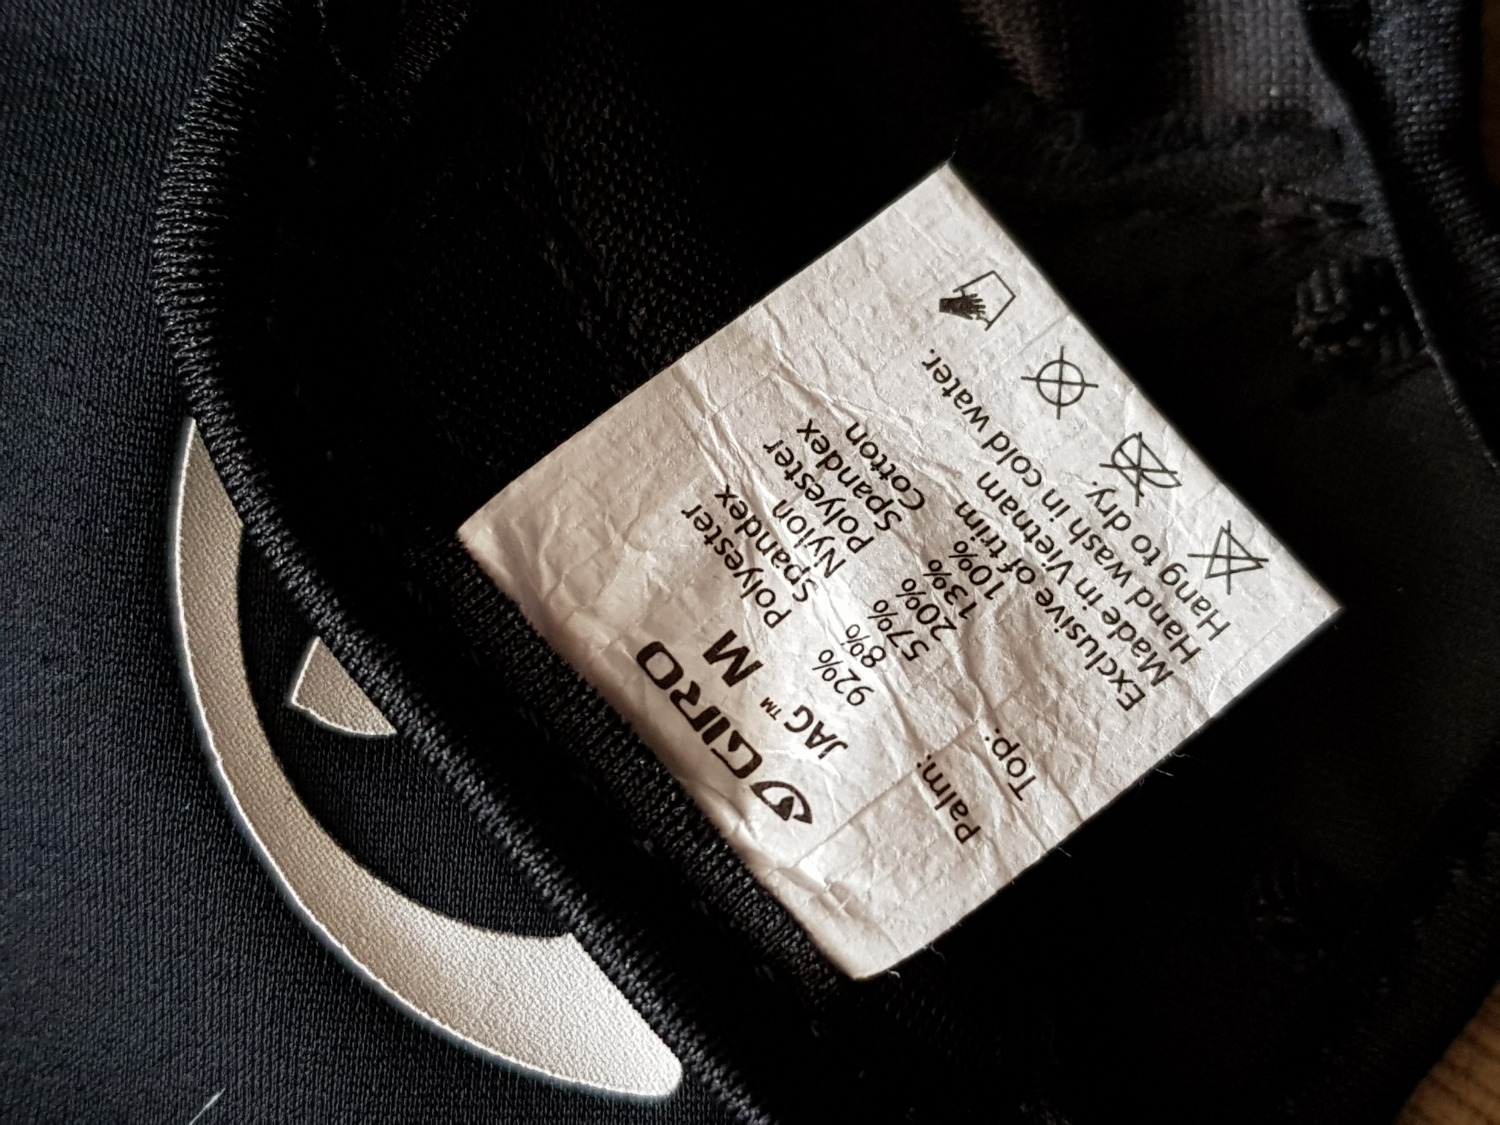 GIRO
JAG™ M
Palm: 92% Polyester
8% Spandex
Top: 57% Nylon
20% Polyester
13% Spandex
10% Cotton
Exclusive of trim
Made in Vietnam
Hand wash in cold water.
Hang to dry.